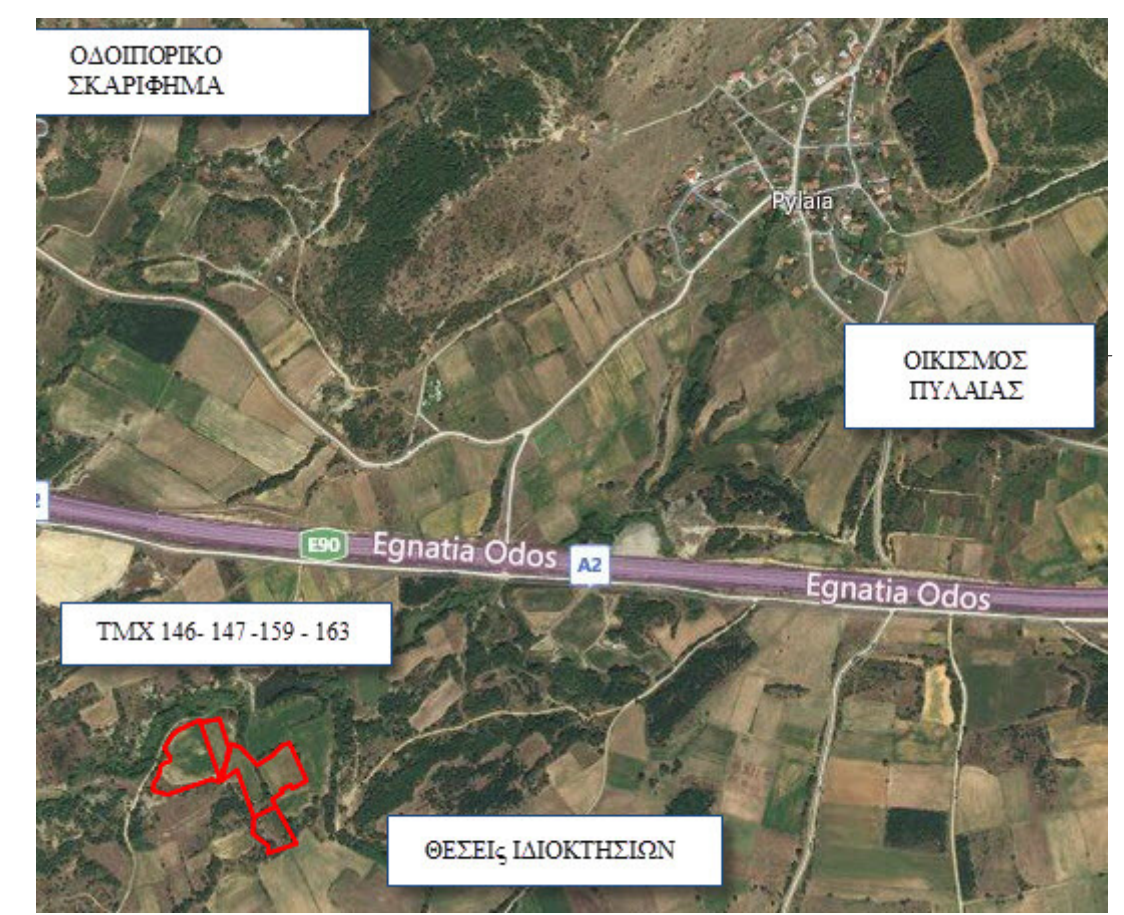 ΟΔΟΙΠΟΡΙΚΟ
ΣΚΑΡΙΦΗΜΑ
Pylaia
ΟΙΚΙΣΜΟΣ
ΠΥΛΑΙΑΣ
E90
Egnatia Odos
A2
Egnatia Odos
ΤΜΧ 146- 147 -159 - 163
ΘΕΣΕΙς ΙΔΙΟΚΤΗΣΙΩΝ